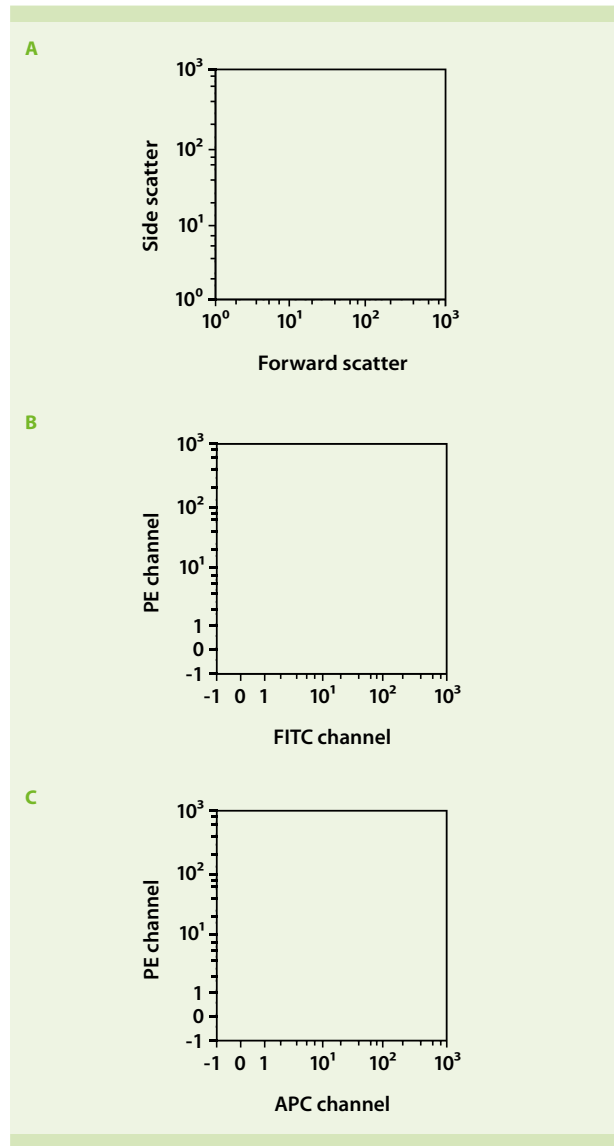 A
10³
10²
10¹
10⁰
Side scatter
10⁰ 10¹ 10² 10³
Forward scatter
B
10³
10²
10¹
1
0
-1
PE channel
-1 0 1 10¹ 10² 10³
FITC channel
C
10³
10²
10¹
1
0
-1
PE channel
-1 0 1 10¹ 10² 10³
APC channel